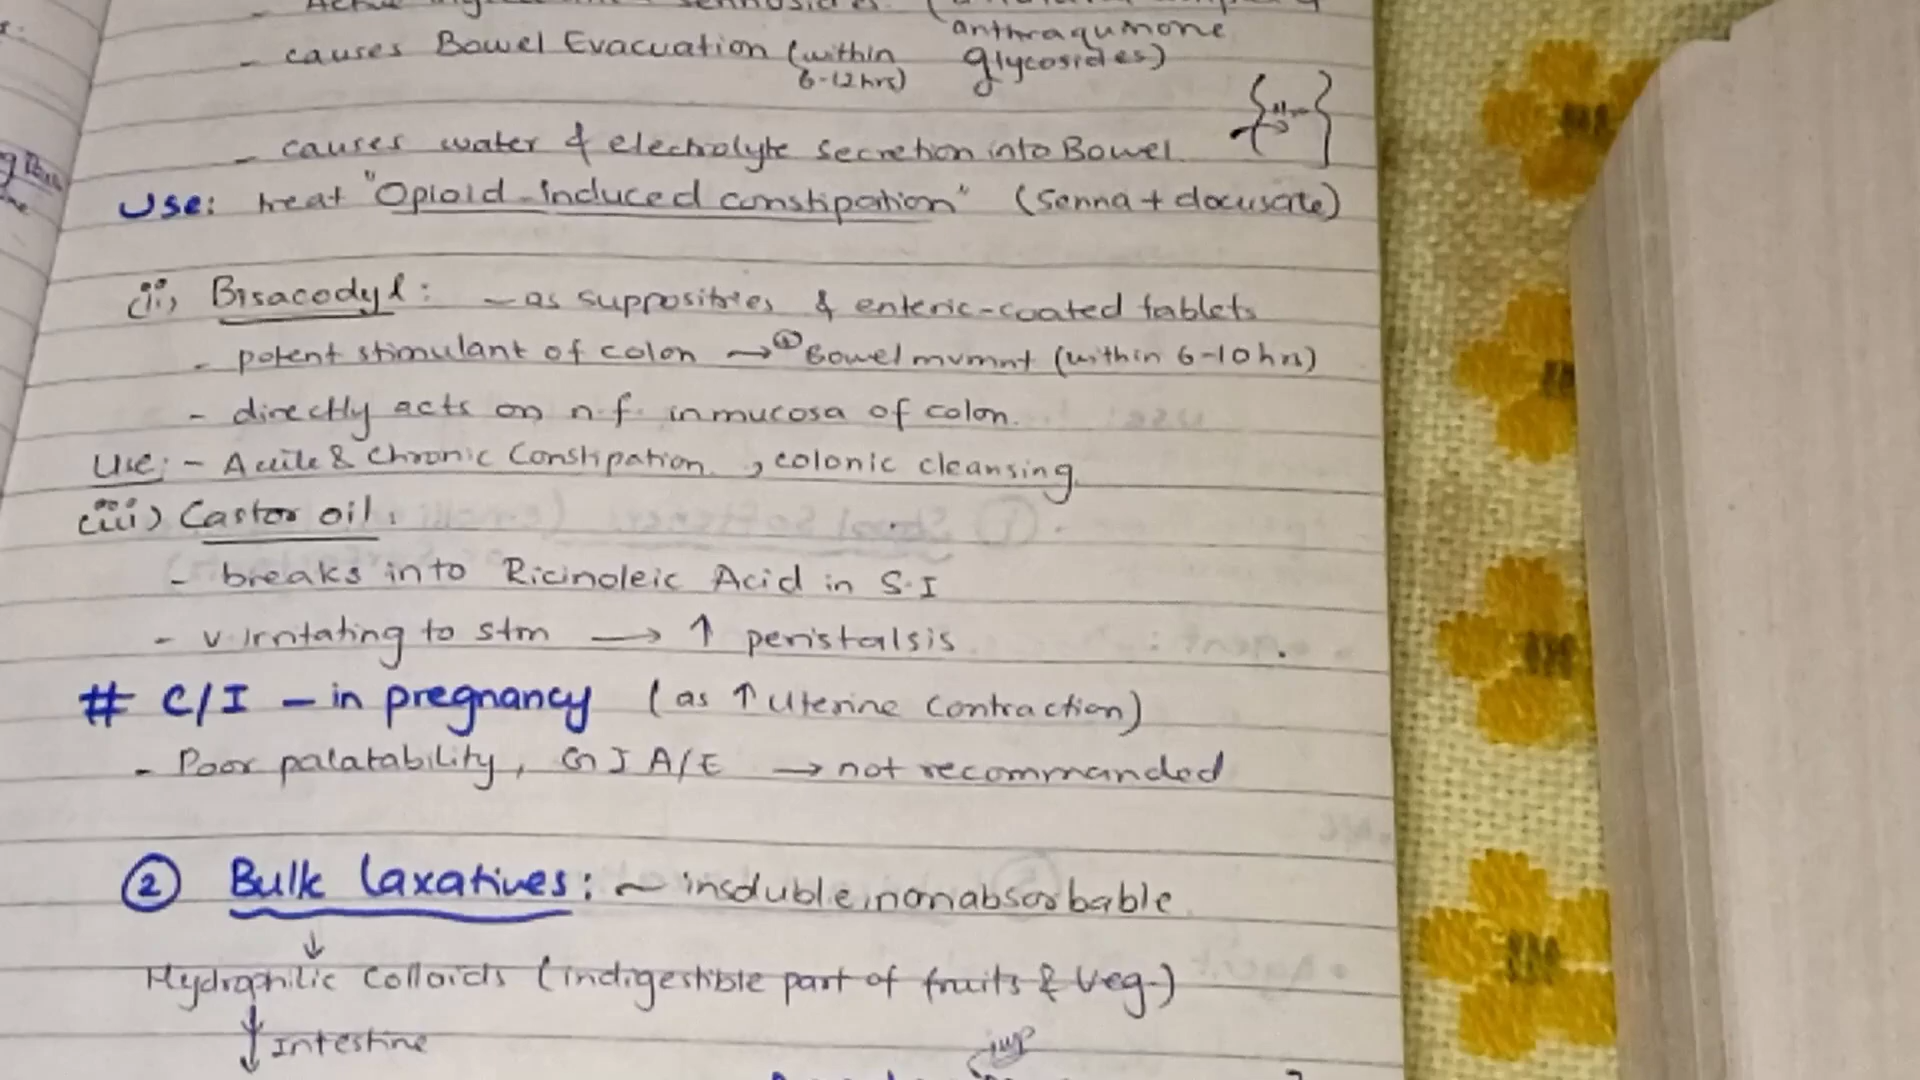 - Active
- causes Bowel Evacuation (within 6-12hrs)
anthraquinone glycosides)
- causes water & electrolyte secretion into Bowel
Use: treat "Opioid-Induced constipation" (Senna + docusate)
(ii) Bisacodyl: - as suppositries & enteric-coated tablets
- potent stimulant of colon → Bowel mvmnt (within 6-10 hrs)
- directly acts on n.f. in mucosa of colon.
Use: - Acute & Chronic Constipation, colonic cleansing
(iii) Castor oil:
- breaks into Ricinoleic Acid in S.I
- v.irritating to stm → ↑ peristalsis
# C/I - in pregnancy (as ↑ Uterine Contraction)
- Poor palatability, GI A/E → not recommanded
② Bulk laxatives: ~ insoluble, nonabsorbable
↓
Hydrophilic Colloids (indigestible part of fruits & Veg.)
↓ Intestine
imp